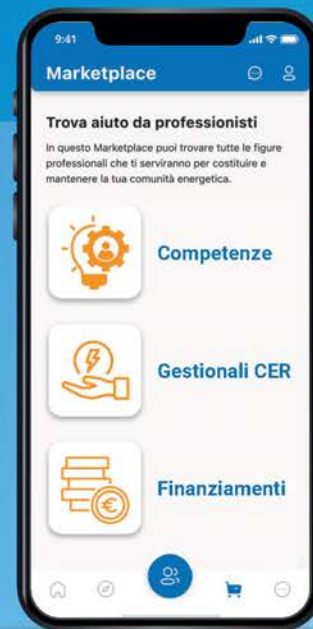 9:41
Marketplace
Trova aiuto da professionisti
In questo Marketplace puoi trovare tutte le figure
professionali che ti serviranno per costituire e
mantenere la tua comunità energetica.
Competenze
Gestionali CER
€
Finanziamenti